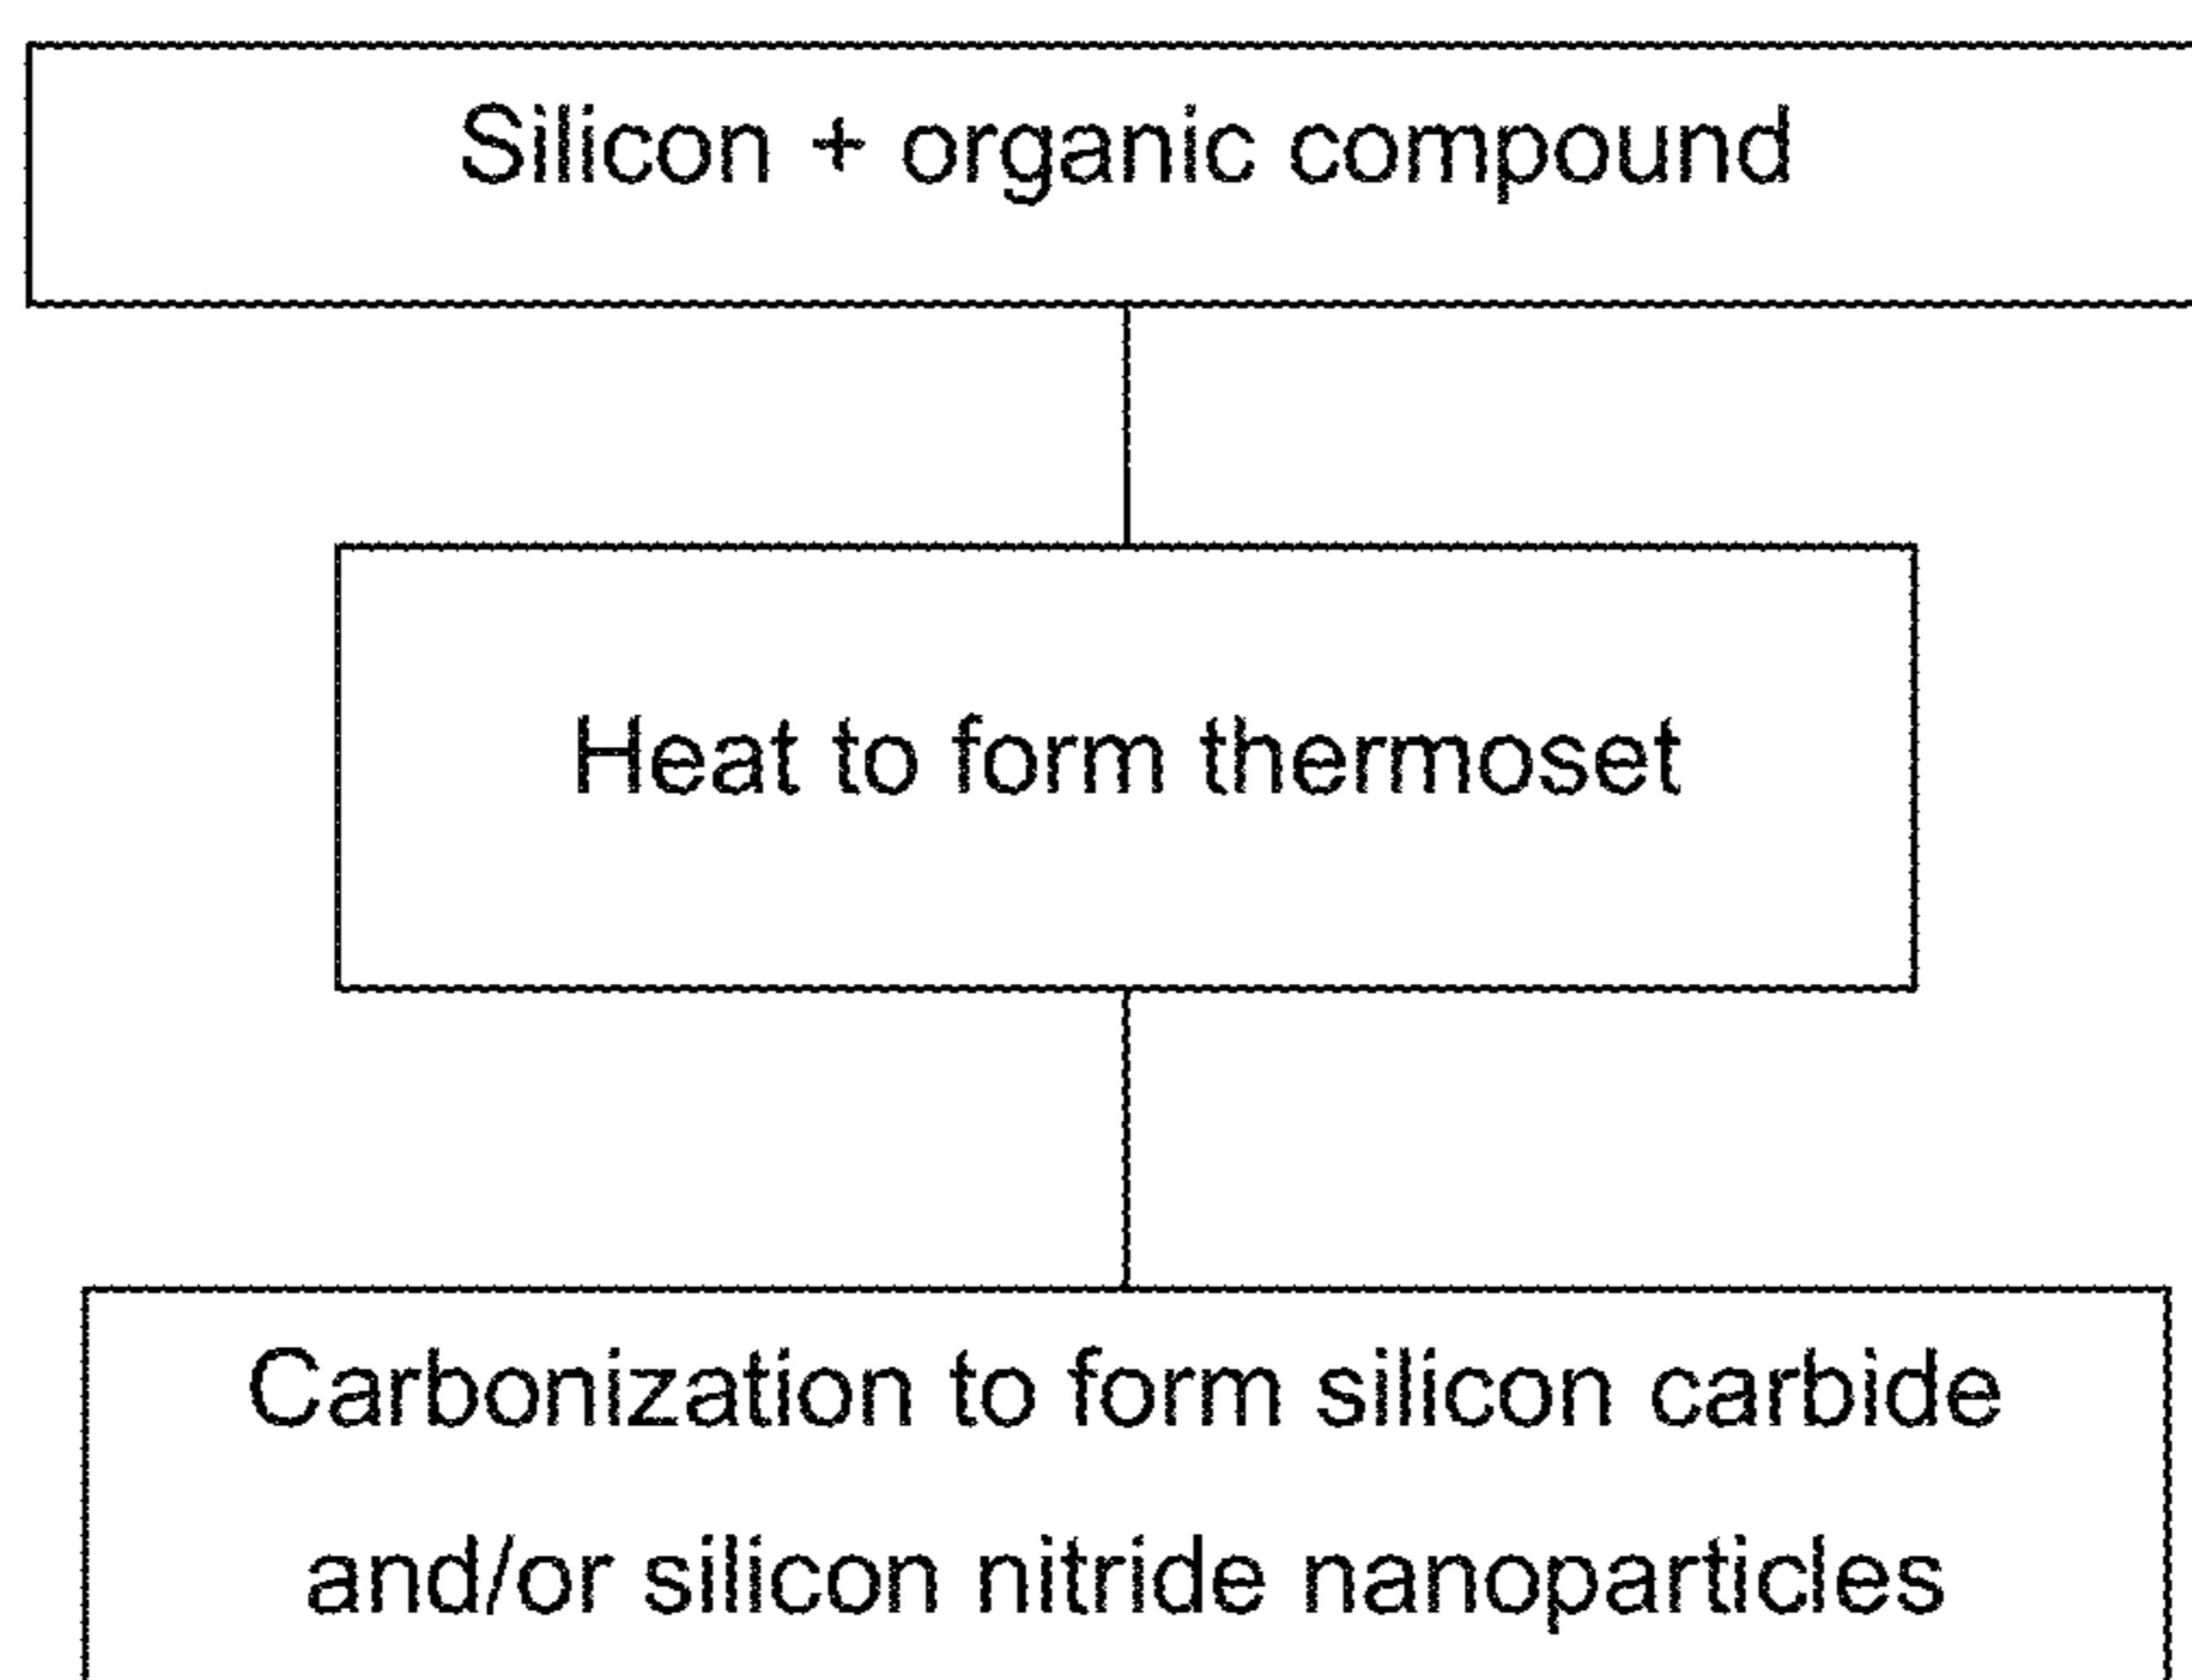 Silicon + organic compound
Heat to form thermoset
Carbonization to form silicon carbide
and/or silicon nitride nanoparticles